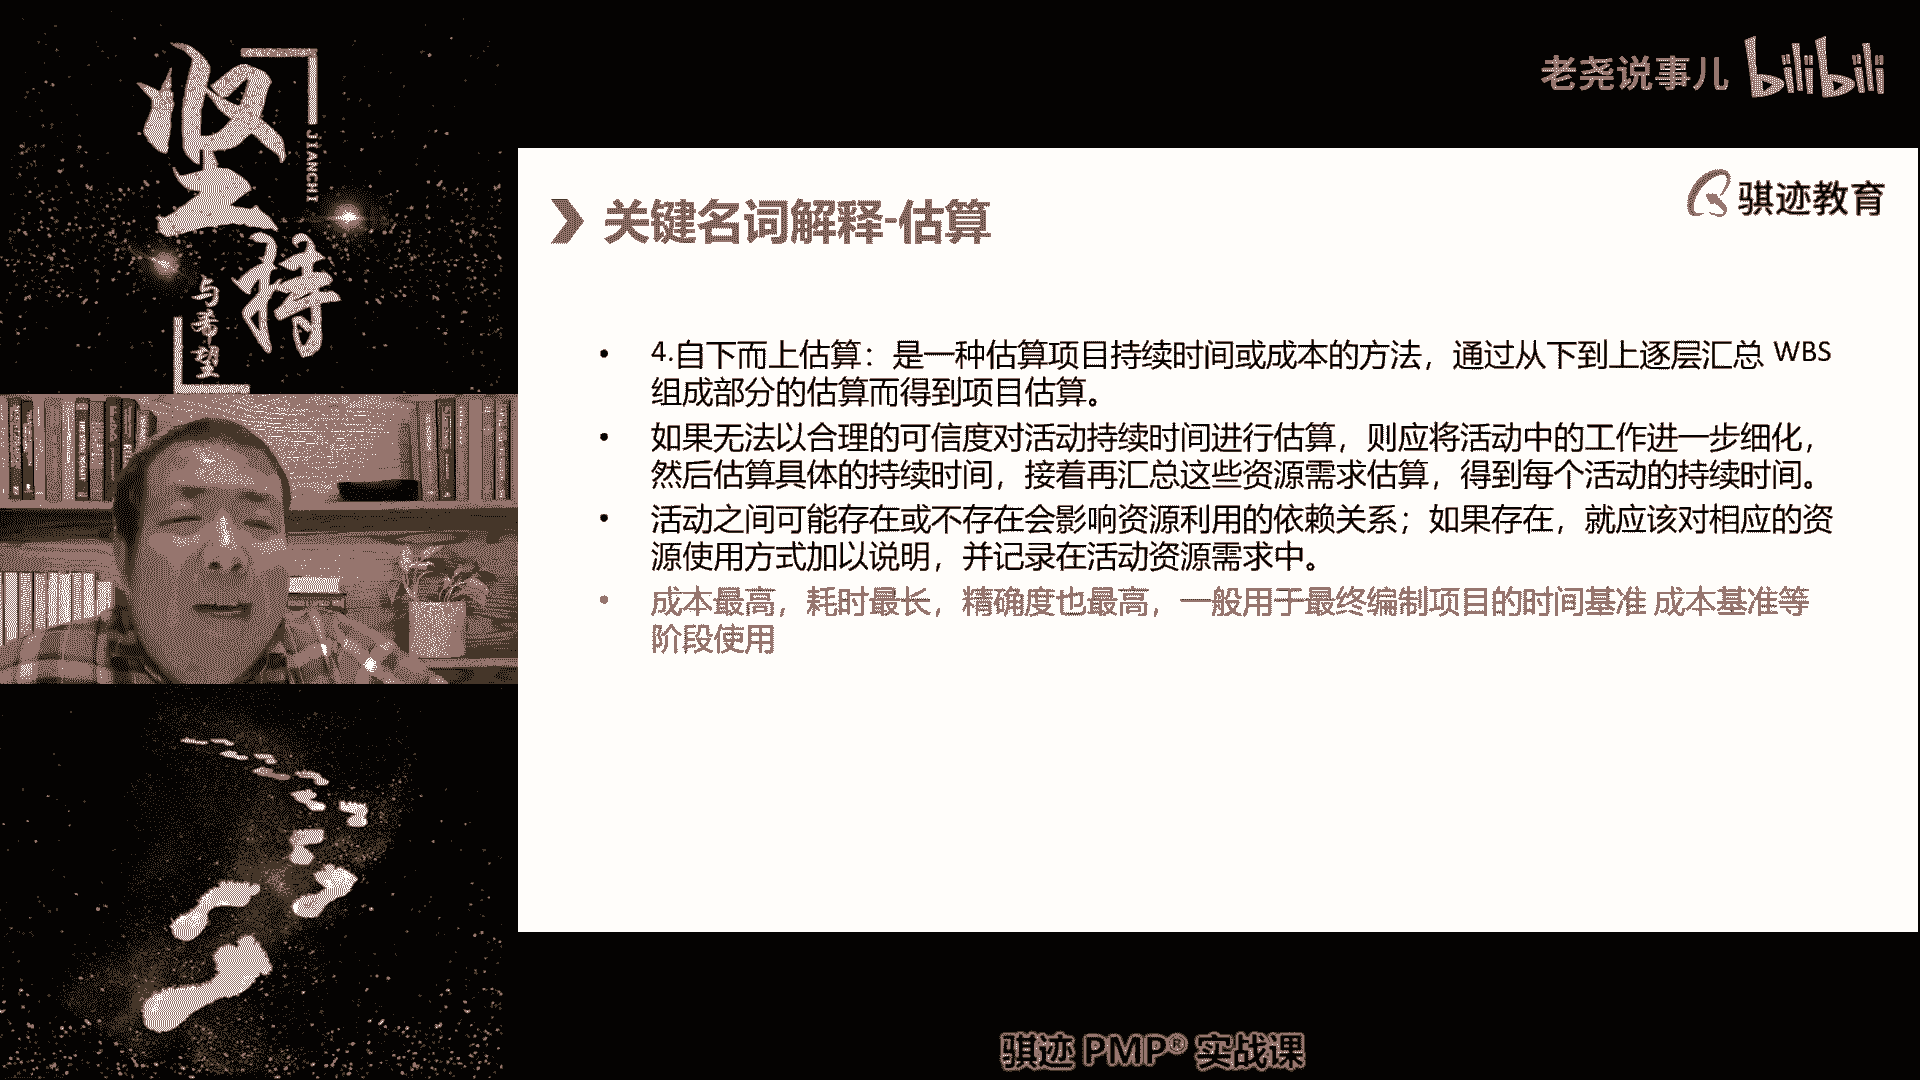 坚持
JIANCHI
与希望
老尧说事儿 bilibili
骐迹教育
关键名词解释-估算
• 4.自下而上估算：是一种估算项目持续时间或成本的方法，通过从下到上逐层汇总 WBS
组成部分的估算而得到项目估算。
• 如果无法以合理的可信度对活动持续时间进行估算，则应将活动中的工作进一步细化，
然后估算具体的持续时间，接着再汇总这些资源需求估算，得到每个活动的持续时间。
• 活动之间可能存在或不存在会影响资源利用的依赖关系；如果存在，就应该对相应的资
源使用方式加以说明，并记录在活动资源需求中。
• 成本最高，耗时最长，精确度也最高，一般用于最终编制项目的时间基准 成本基准等
阶段使用
骐迹 PMP® 实战课